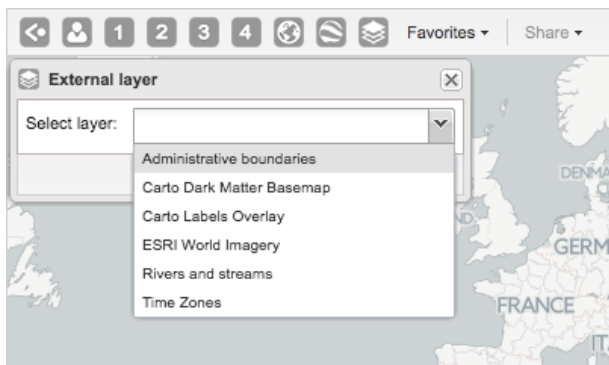 1 2 3 4 Favorites Share
External layer
Select layer:
Administrative boundaries
Carto Dark Matter Basemap
Carto Labels Overlay
ESRI World Imagery
Rivers and streams
Time Zones
DENMA
ND
GERM
FRANCE
IT